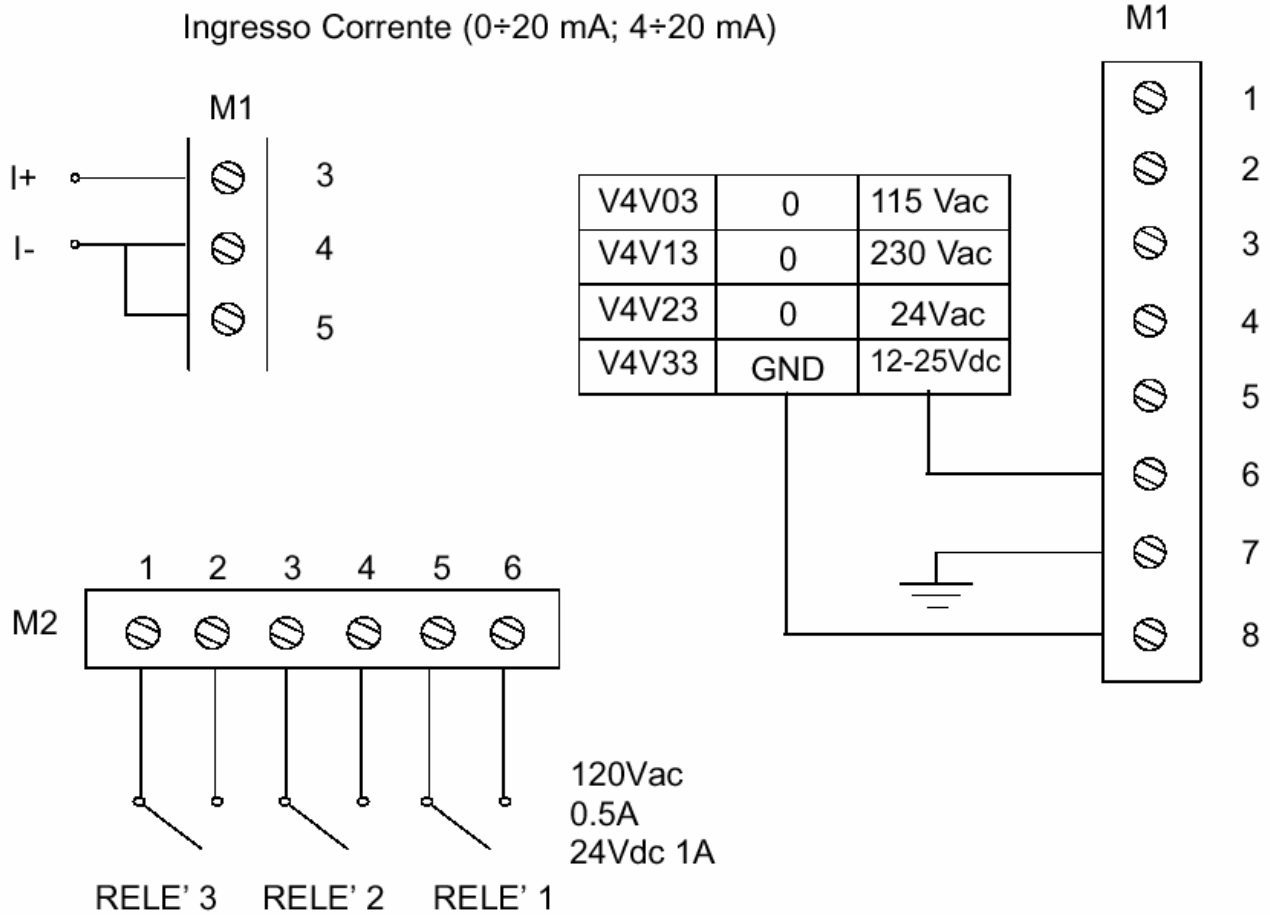 Ingresso Corrente (0÷20 mA; 4÷20 mA)
M1
I+ 3
I- 4
5
V4V03 0 115 Vac
V4V13 0 230 Vac
V4V23 0 24Vac
V4V33 GND 12-25Vdc
M1
1
2
3
4
5
6
7
8
1 2 3 4 5 6
M2
120Vac
0.5A
24Vdc 1A
RELE’ 3 RELE’ 2 RELE’ 1